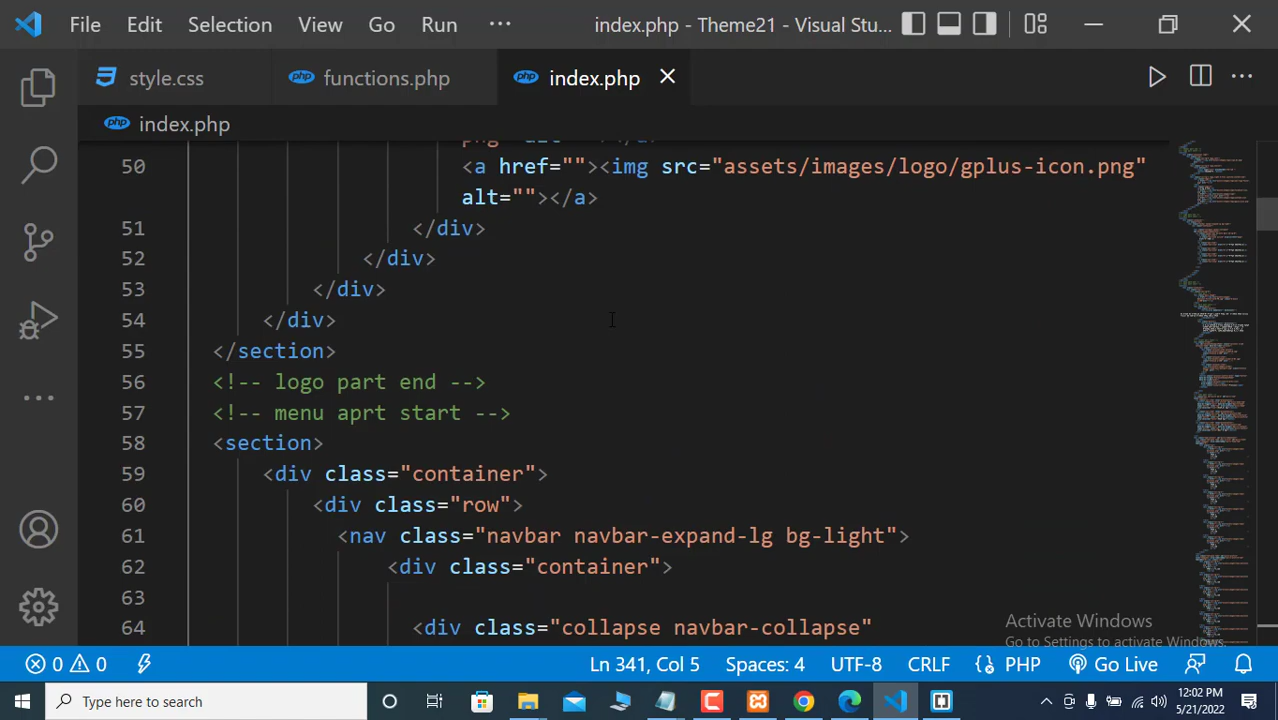 File Edit Selection View Go Run ··· index.php - Theme21 - Visual Stu...
style.css functions.php index.php
index.php
50 <a href=""><img src="assets/images/logo/gplus-icon.png"
alt=""></a>
51 </div>
52 </div>
53 </div>
54 </div>
55 </section>
56 <!-- logo part end -->
57 <!-- menu aprt start -->
58 <section>
59 <div class="container">
60 <div class="row">
61 <nav class="navbar navbar-expand-lg bg-light">
62 <div class="container">
63
64 <div class="collapse navbar-collapse"
Activate Windows
Go to Settings to activate Windows.
0 0 Ln 341, Col 5 Spaces: 4 UTF-8 CRLF PHP Go Live
Type here to search
12:02 PM
5/21/2022